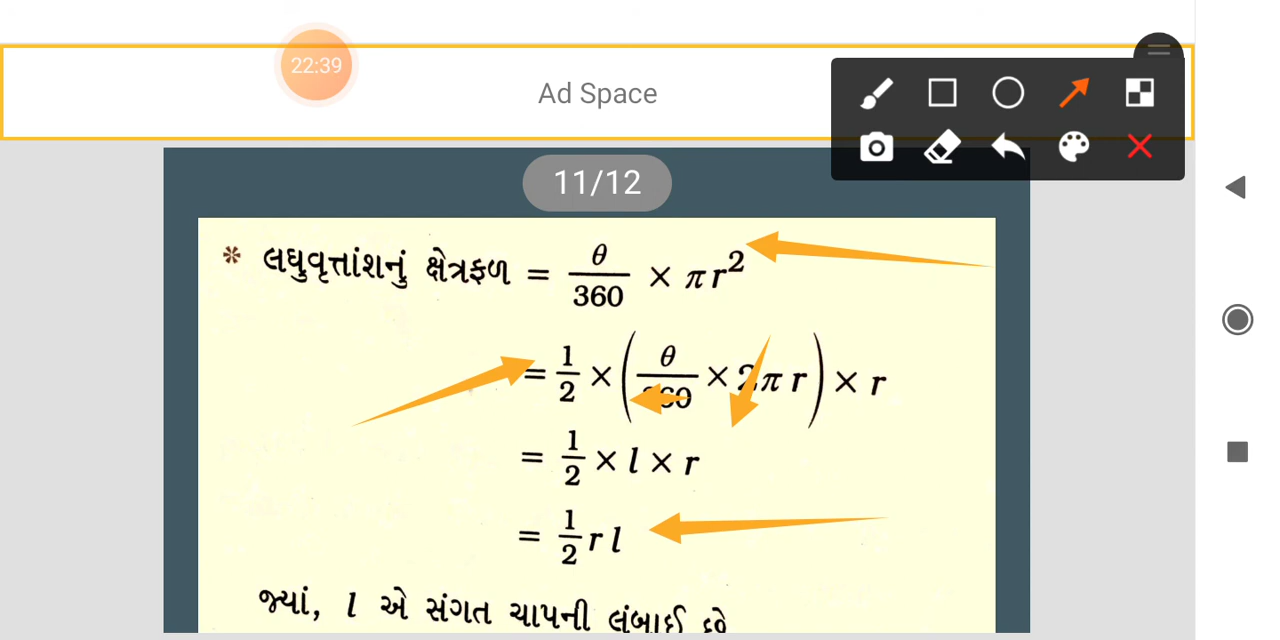 22:39
Ad Space
11/12
* લઘુવૃત્તાંશનું ક્ષેત્રફળ = θ/360 × πr²
= 1/2 × (θ/360 × 2πr) × r
= 1/2 × l × r
= 1/2 r l
જ્યાં, l એ સંગત ચાપની લંબાઈ